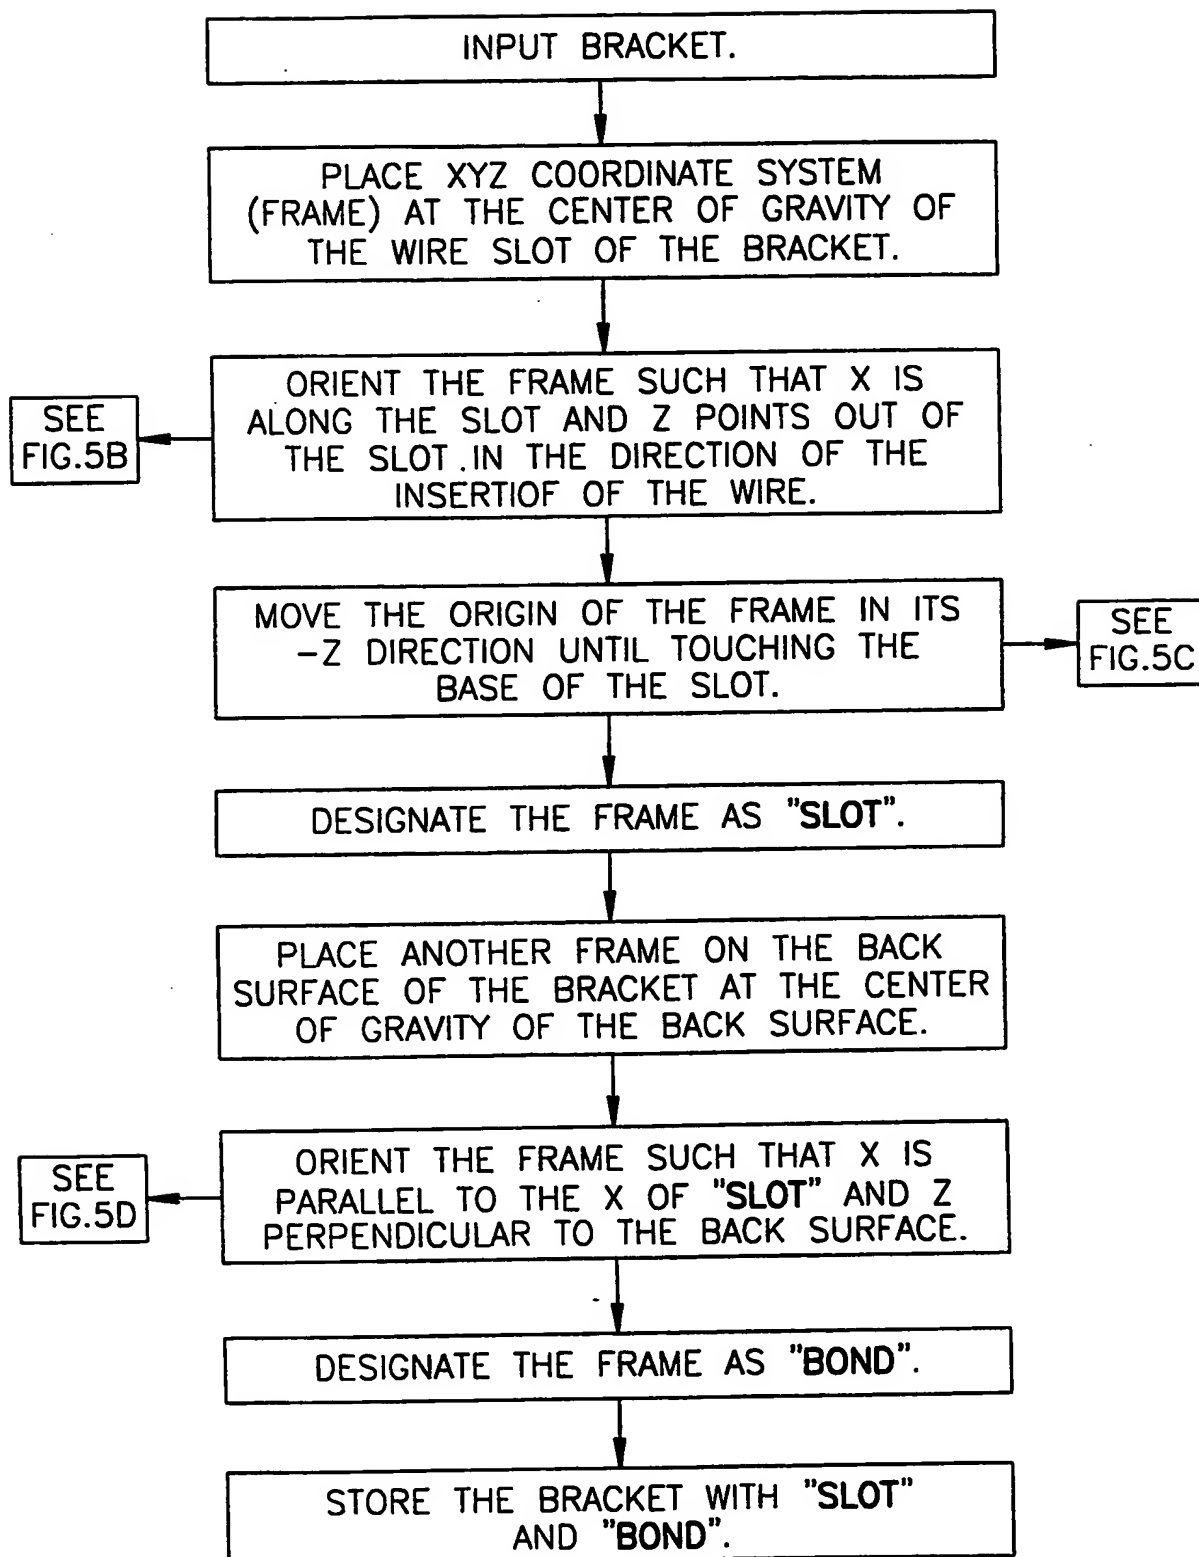 INPUT BRACKET.
PLACE XYZ COORDINATE SYSTEM
(FRAME) AT THE CENTER OF GRAVITY OF
THE WIRE SLOT OF THE BRACKET.
ORIENT THE FRAME SUCH THAT X IS
ALONG THE SLOT AND Z POINTS OUT OF
THE SLOT.IN THE DIRECTION OF THE
INSERTIOF OF THE WIRE.
SEE
FIG.5B
MOVE THE ORIGIN OF THE FRAME IN ITS
–Z DIRECTION UNTIL TOUCHING THE
BASE OF THE SLOT.
SEE
FIG.5C
DESIGNATE THE FRAME AS "SLOT".
PLACE ANOTHER FRAME ON THE BACK
SURFACE OF THE BRACKET AT THE CENTER
OF GRAVITY OF THE BACK SURFACE.
ORIENT THE FRAME SUCH THAT X IS
PARALLEL TO THE X OF "SLOT" AND Z
PERPENDICULAR TO THE BACK SURFACE.
SEE
FIG.5D
DESIGNATE THE FRAME AS "BOND".
STORE THE BRACKET WITH "SLOT"
AND "BOND".